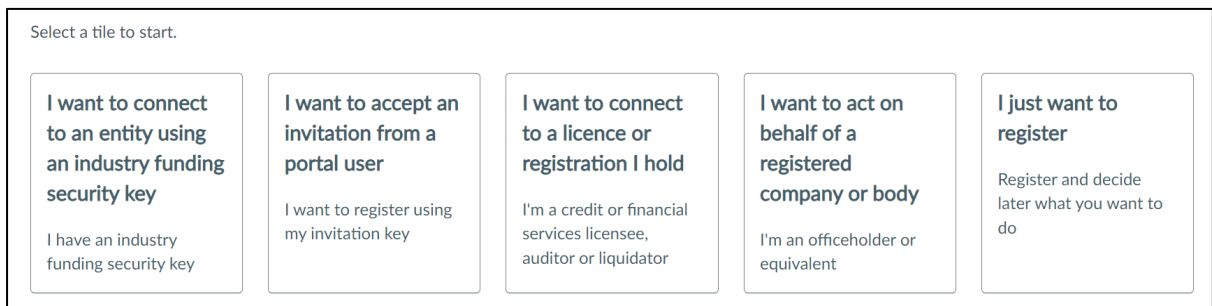 Select a tile to start.
I want to connect
to an entity using
an industry funding
security key
I have an industry
funding security key
I want to accept an
invitation from a
portal user
I want to register using
my invitation key
I want to connect
to a licence or
registration I hold
I'm a credit or financial
services licensee,
auditor or liquidator
I want to act on
behalf of a
registered
company or body
I'm an officeholder or
equivalent
I just want to
register
Register and decide
later what you want to
do